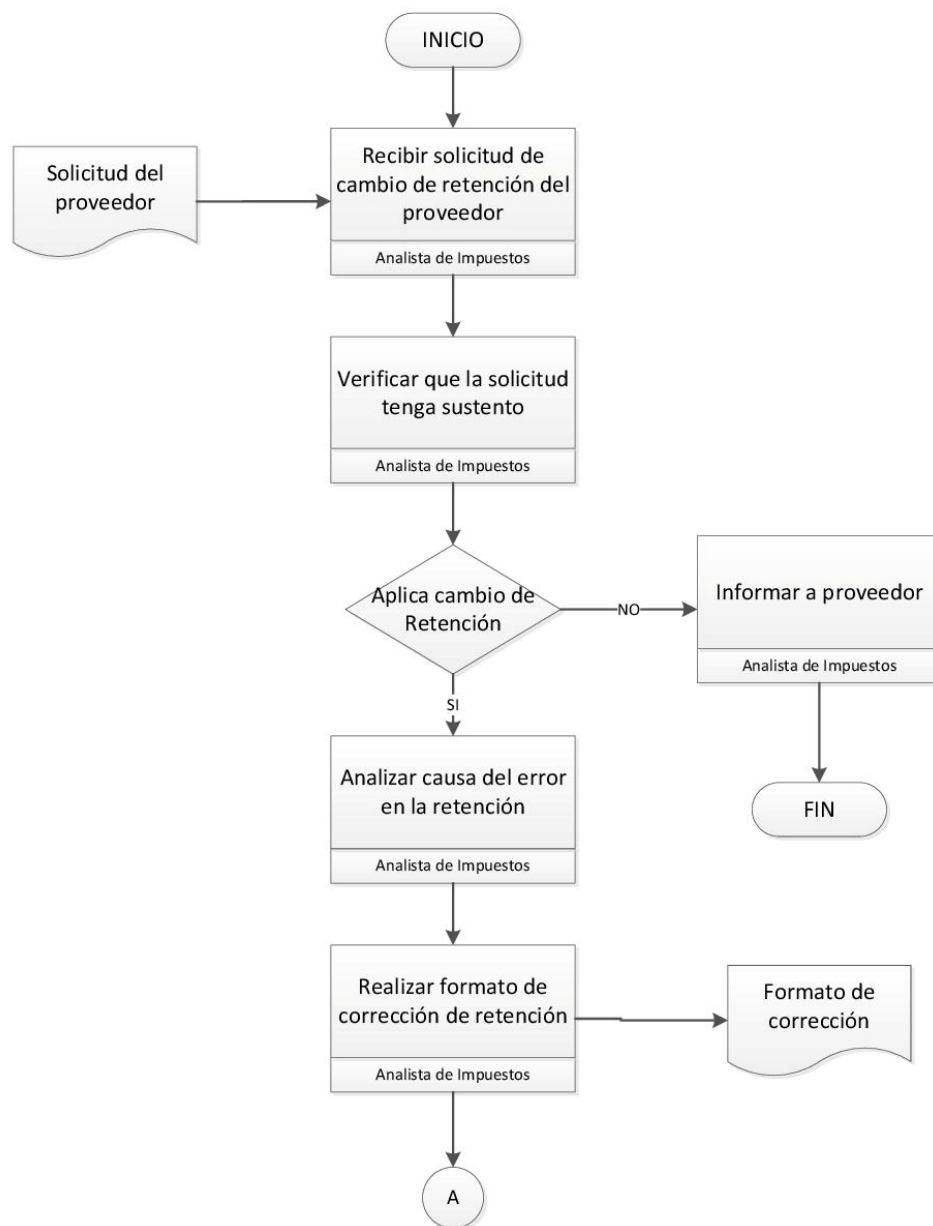 INICIO
Solicitud del
proveedor
Recibir solicitud de
cambio de retención del
proveedor
Analista de Impuestos
Verificar que la solicitud
tenga sustento
Analista de Impuestos
Aplica cambio de
Retención
NO
Informar a proveedor
Analista de Impuestos
SI
FIN
Analizar causa del error
en la retención
Analista de Impuestos
Realizar formato de
corrección de retención
Analista de Impuestos
Formato de
corrección
A